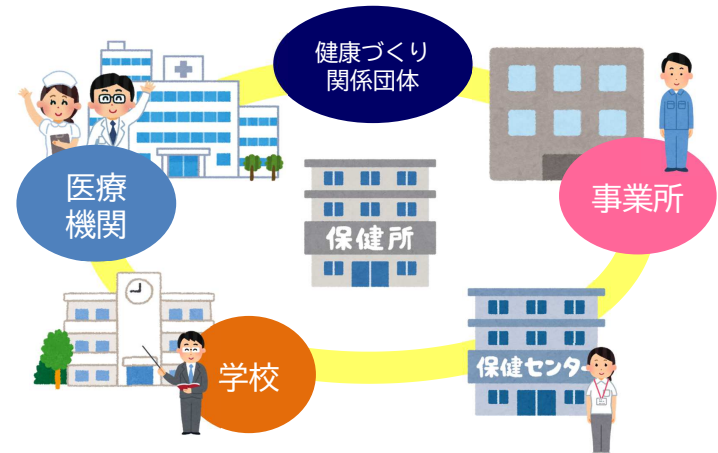 健康づくり
関係団体
医療
機関
事業所
保健所
学校
保健センター